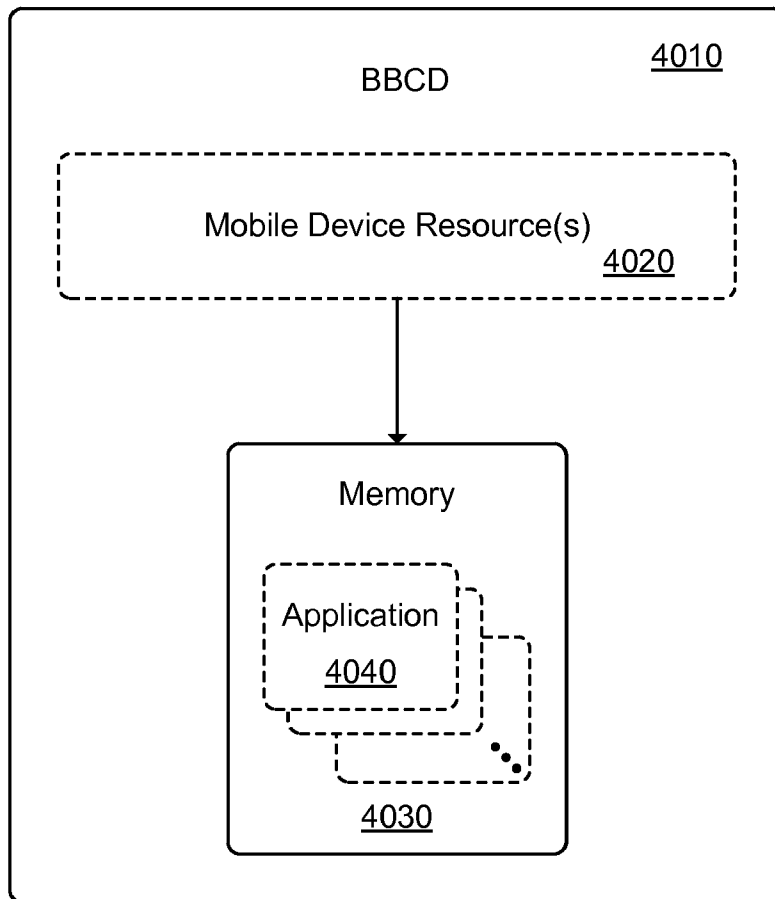 4010
BBCD
Mobile Device Resource(s)
4020
Memory
Application
4040
4030